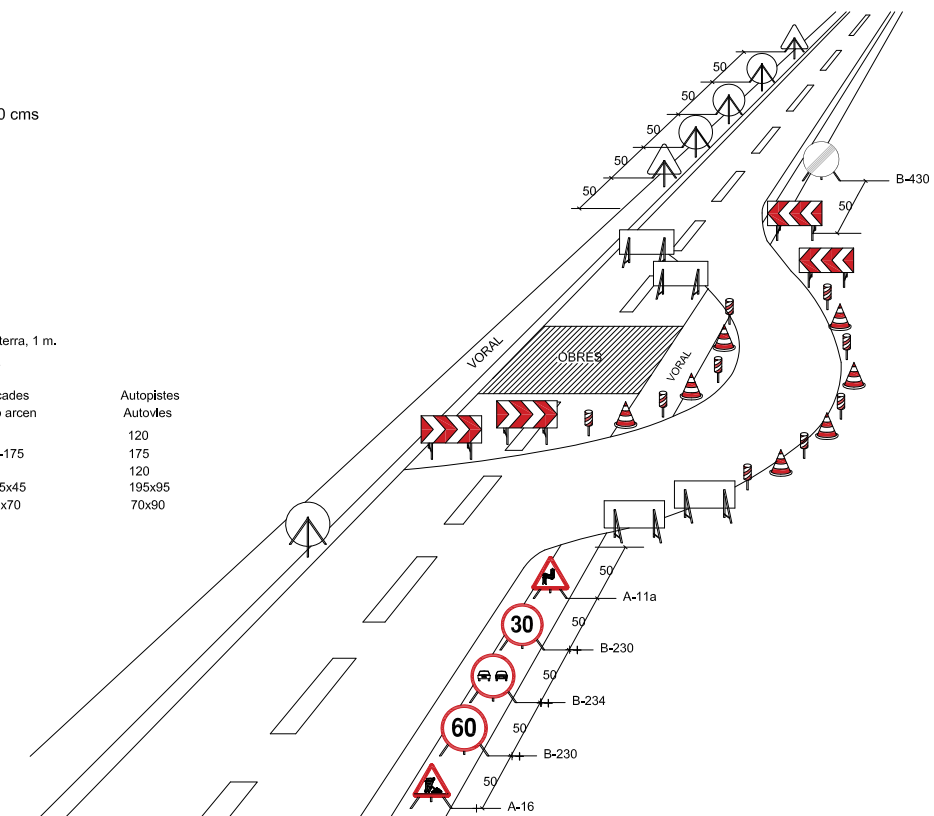 0 cms
terra, 1 m.
cades Autopistes
o arcen Autovies
120
-175 175
120
5x45 195x95
x70 70x90
50
50
50
50
50
B-430
50
VORAL
OBRES
VORAL
50
A-11a
30
50
B-230
50
B-234
60
50
B-230
50
A-16